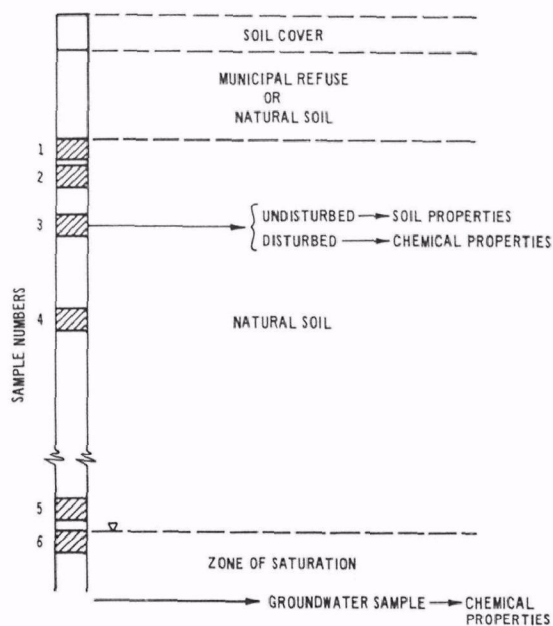 SOIL COVER
MUNICIPAL REFUSE
OR
NATURAL SOIL
1
2
3
UNDISTURBED → SOIL PROPERTIES
DISTURBED → CHEMICAL PROPERTIES
4
NATURAL SOIL
SAMPLE NUMBERS
5
6
ZONE OF SATURATION
GROUNDWATER SAMPLE → CHEMICAL
PROPERTIES